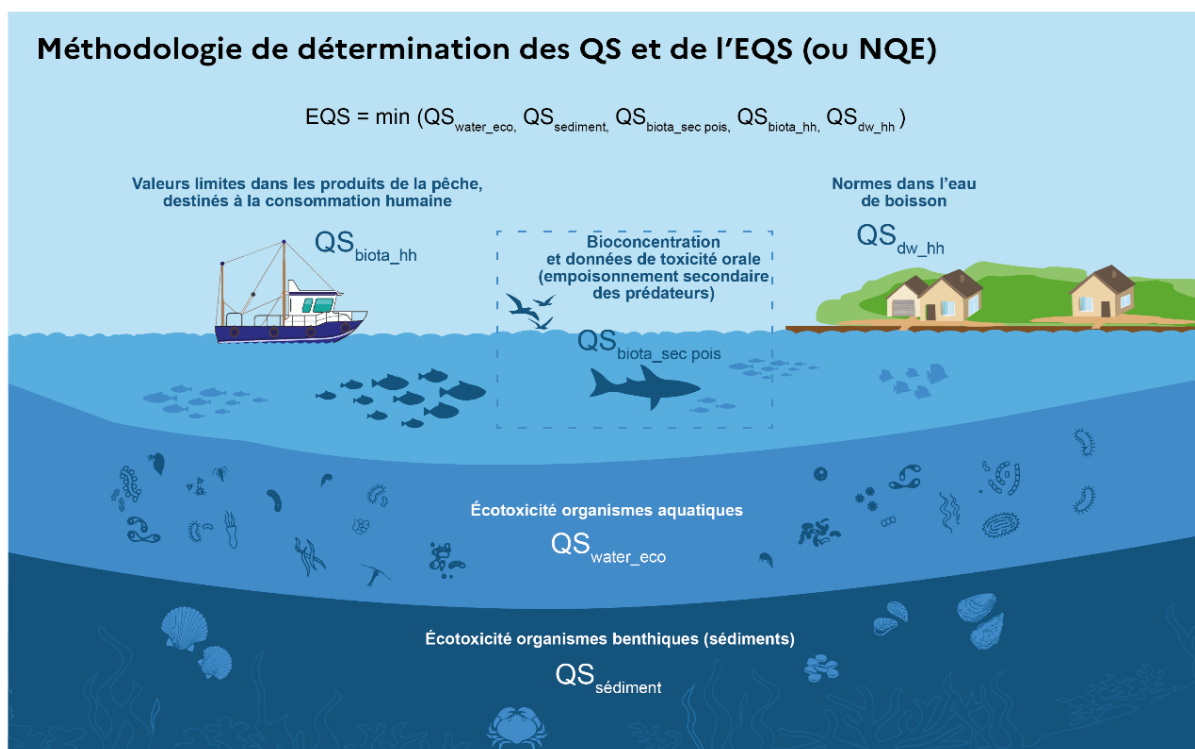 Méthodologie de détermination des QS et de l'EQS (ou NQE)
EQS = min (QSwater_eco, QSsediment, QSbiota_sec pois, QSbiota_hh, QSdw_hh )
Valeurs limites dans les produits de la pêche,
destinés à la consommation humaine
QSbiota_hh
Bioconcentration
et données de toxicité orale
(empoisonnement secondaire
des prédateurs)
QSbiota_sec pois
Normes dans l'eau
de boisson
QSdw_hh
Écotoxicité organismes aquatiques
QSwater_eco
Écotoxicité organismes benthiques (sédiments)
QSsédiment